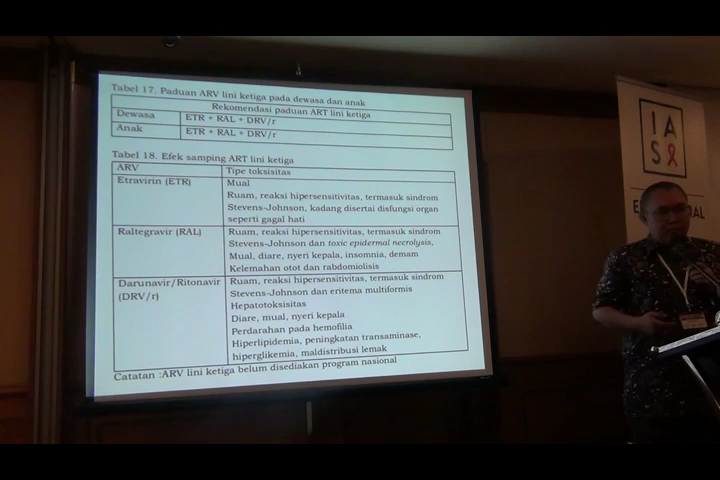 Tabel 17. Paduan ARV lini ketiga pada dewasa dan anak
Rekomendasi paduan ART lini ketiga
Dewasa ETR + RAL + DRV/r
Anak ETR + RAL + DRV/r
Tabel 18. Efek samping ART lini ketiga
ARV Tipe toksisitas
Etravirin (ETR) Mual
Ruam, reaksi hipersensitivitas, termasuk sindrom
Stevens-Johnson, kadang disertai disfungsi organ
seperti gagal hati
Raltegravir (RAL) Ruam, reaksi hipersensitivitas, termasuk sindrom
Stevens-Johnson dan toxic epidermal necrolysis,
Mual, diare, nyeri kepala, insomnia, demam
Kelemahan otot dan rabdomiolisis
Darunavir/Ritonavir Ruam, reaksi hipersensitivitas, termasuk sindrom
(DRV/r) Stevens-Johnson dan eritema multiformis
Hepatotoksisitas
Diare, mual, nyeri kepala
Perdarahan pada hemofilia
Hiperlipidemia, peningkatan transaminase,
hiperglikemia, maldistribusi lemak
Catatan :ARV lini ketiga belum disediakan program nasional
IAS